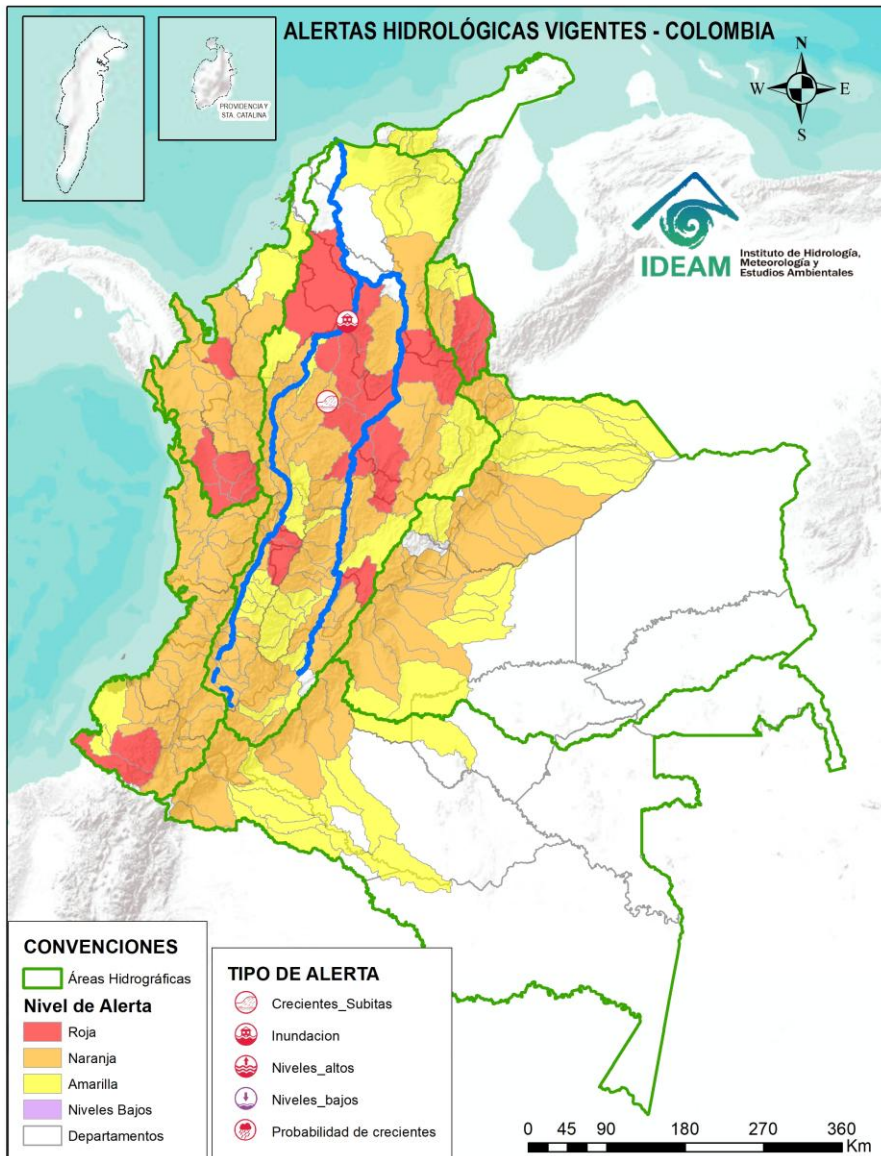 ALERTAS HIDROLÓGICAS VIGENTES - COLOMBIA
PROVIDENCIA Y
STA. CATALINA
N
W
E
S
IDEAM
Instituto de Hidrología,
Meteorología y
Estudios Ambientales
CONVENCIONES
Áreas Hidrográficas
Nivel de Alerta
Roja
Naranja
Amarilla
Niveles Bajos
Departamentos
TIPO DE ALERTA
Crecientes_Subitas
Inundacion
Niveles_altos
Niveles_bajos
Probabilidad de crecientes
0 45 90 180 270 360
Km